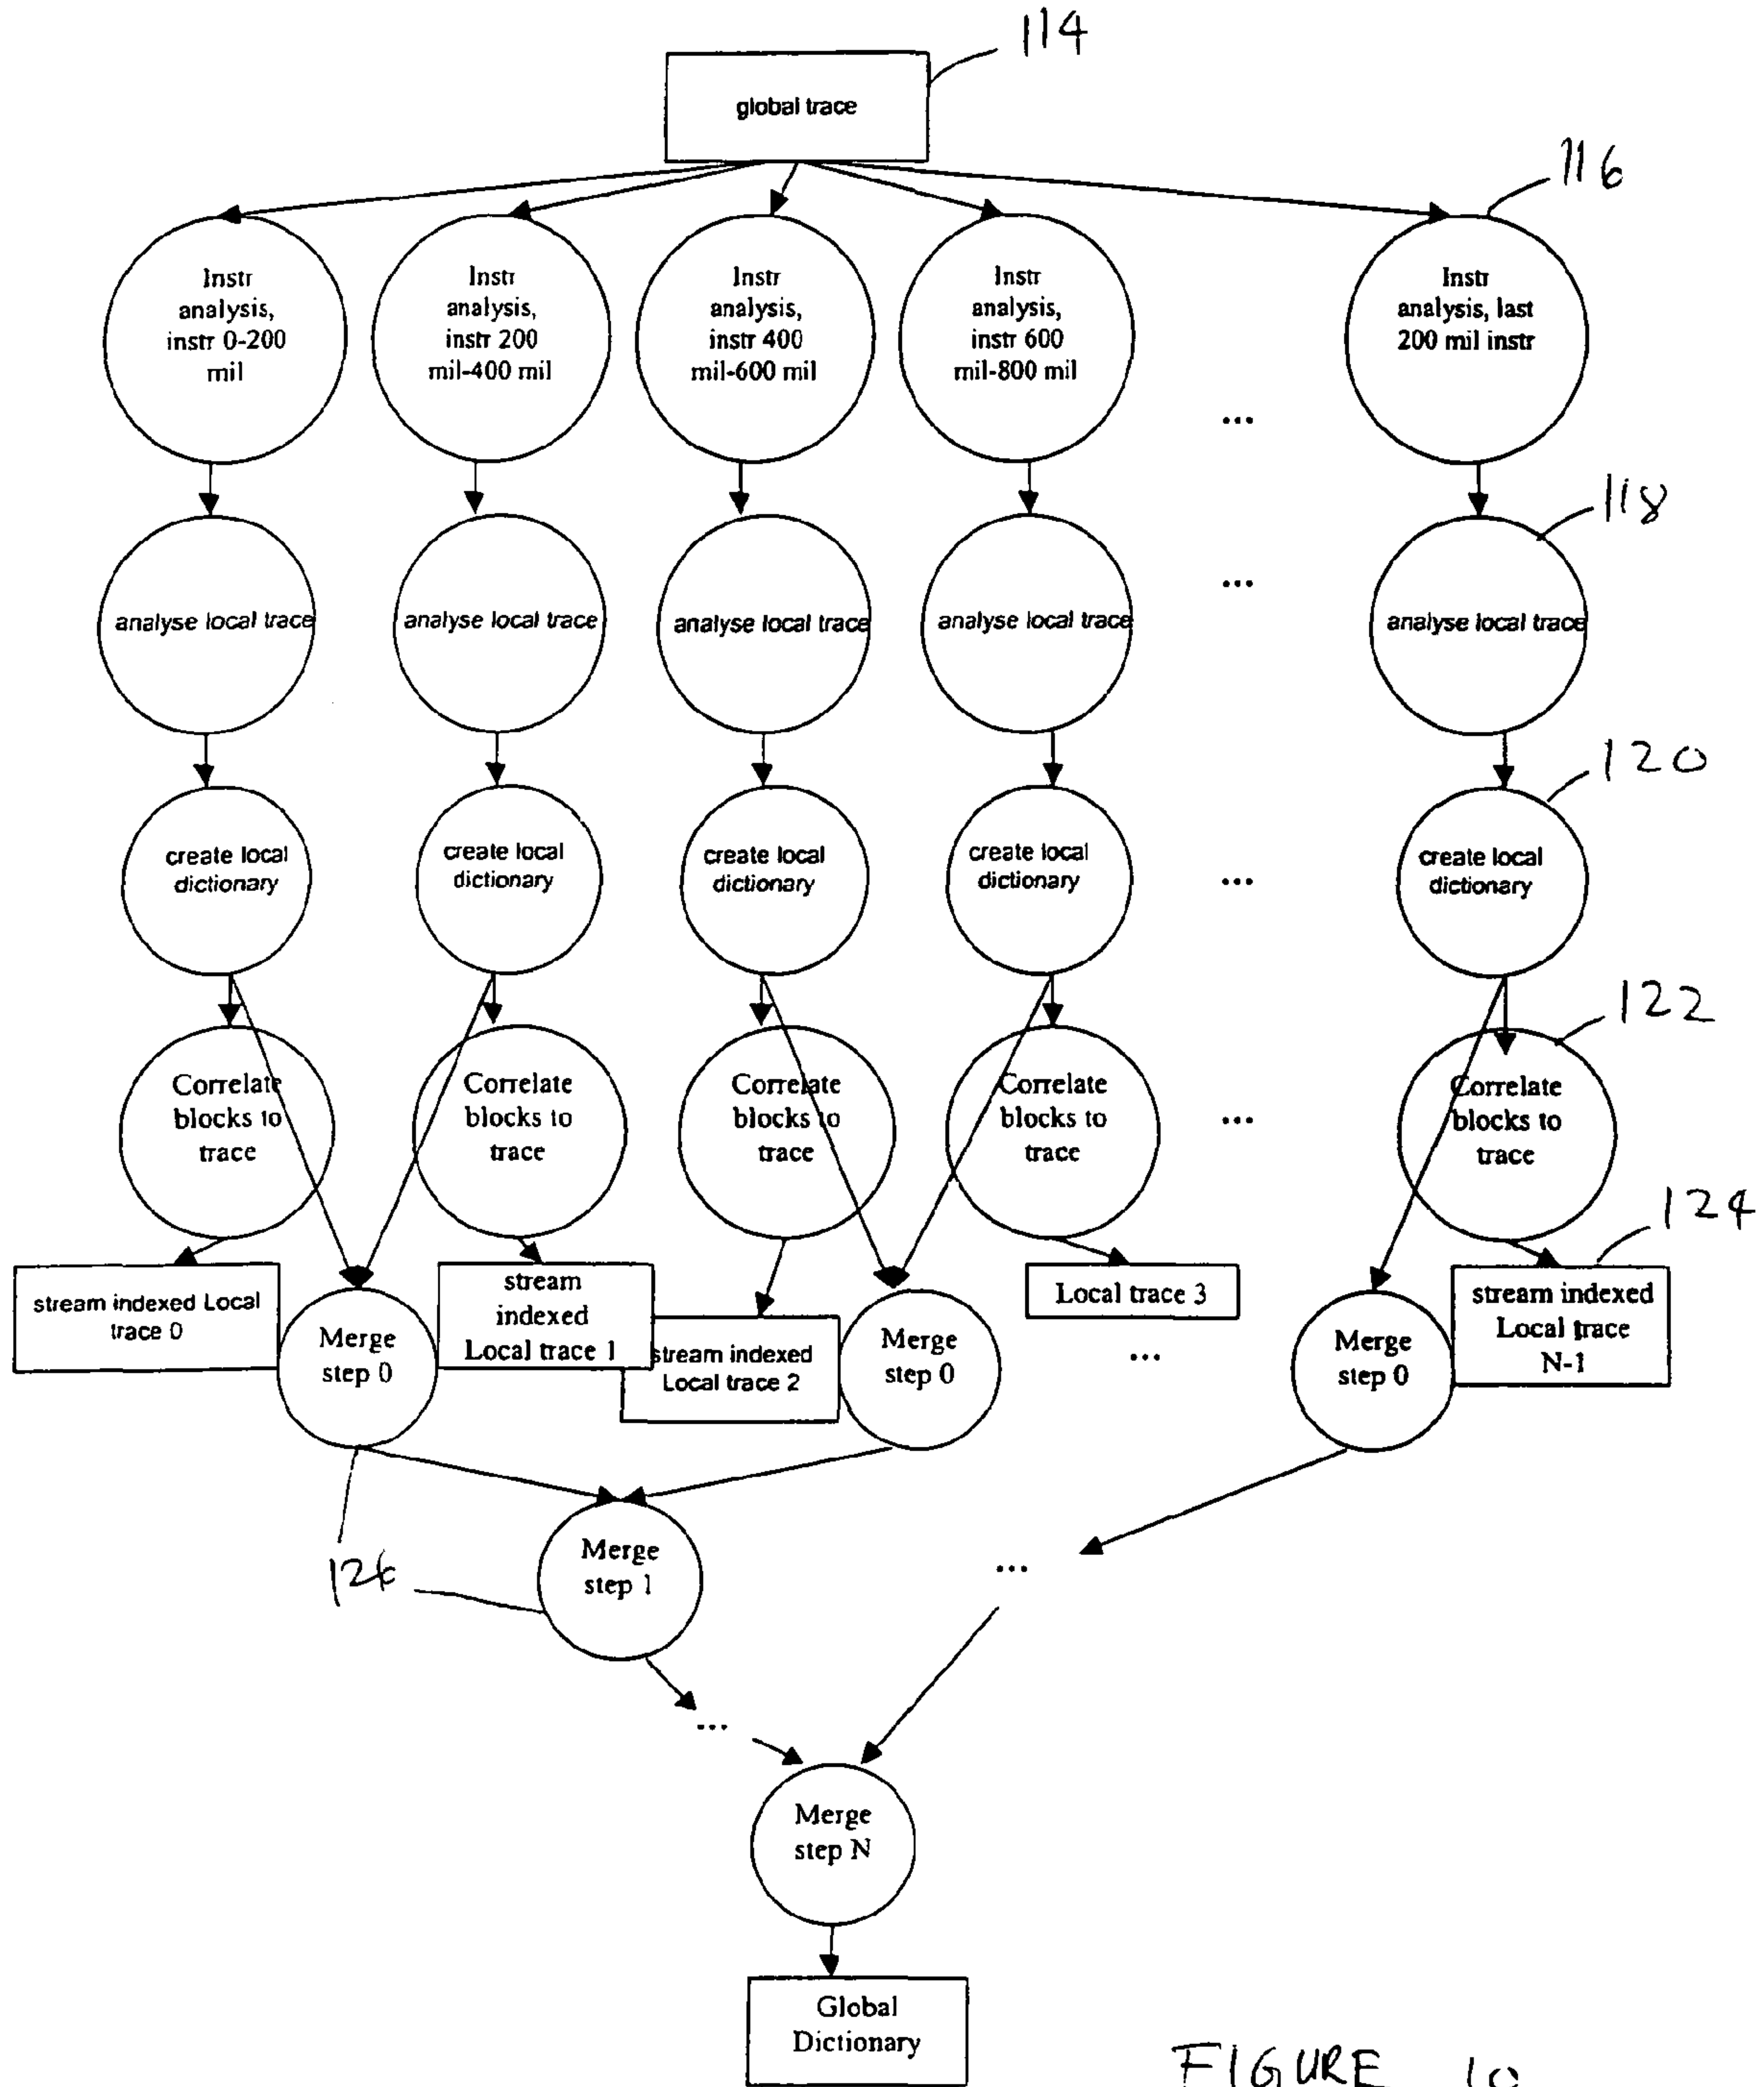 114
global trace
116
Instr
analysis,
instr 0-200
mil
Instr
analysis,
instr 200
mil-400 mil
Instr
analysis,
instr 400
mil-600 mil
Instr
analysis,
instr 600
mil-800 mil
...
Instr
analysis, last
200 mil instr
118
analyse local trace
analyse local trace
analyse local trace
analyse local trace
...
analyse local trace
120
create local
dictionary
create local
dictionary
create local
dictionary
create local
dictionary
...
create local
dictionary
122
Correlate
blocks to
trace
Correlate
blocks to
trace
Correlate
blocks to
trace
Correlate
blocks to
trace
...
Correlate
blocks to
trace
124
stream indexed Local
trace 0
Merge
step 0
stream
indexed
Local trace 1
stream indexed
Local trace 2
Merge
step 0
Local trace 3
...
Merge
step 0
stream indexed
Local trace
N-1
126
Merge
step 1
...
...
Merge
step N
Global
Dictionary
FIGURE 10